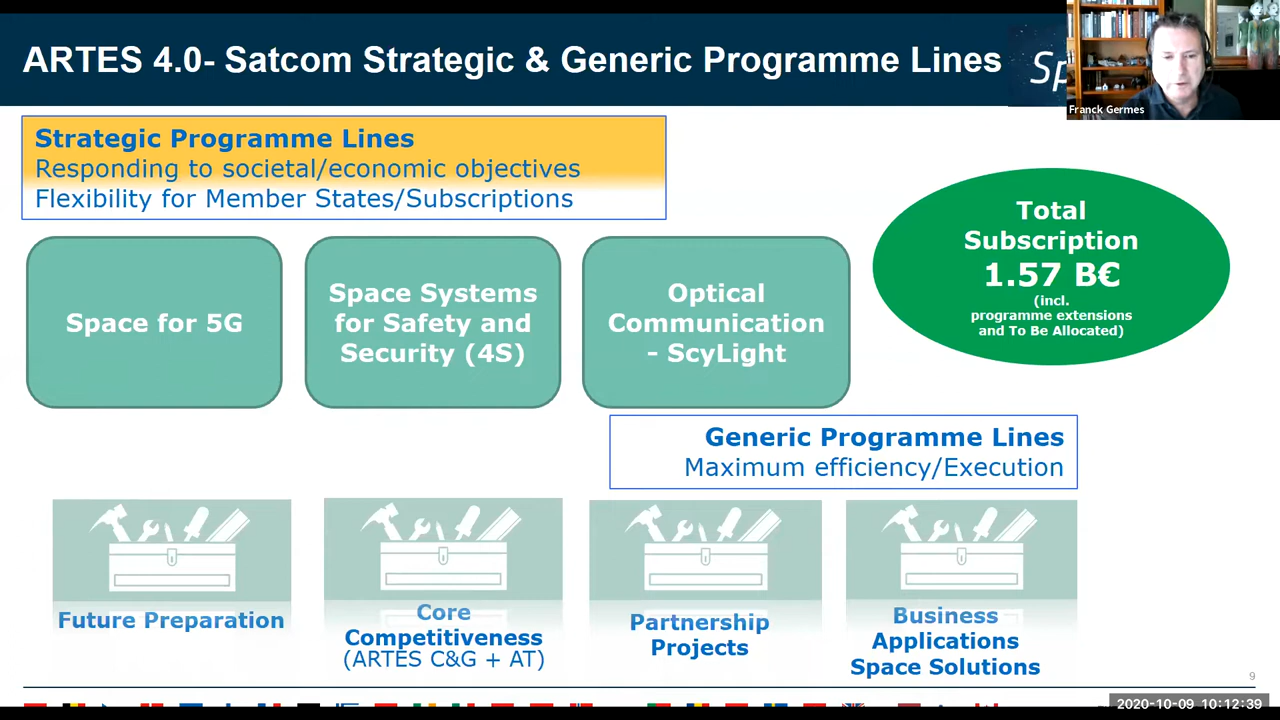 ARTES 4.0- Satcom Strategic & Generic Programme Lines
Sp
Franck Germes
Strategic Programme Lines
Responding to societal/economic objectives
Flexibility for Member States/Subscriptions
Total
Subscription
1.57 B€
(incl.
programme extensions
and To Be Allocated)
Space for 5G
Space Systems
for Safety and
Security (4S)
Optical
Communication
- ScyLight
Generic Programme Lines
Maximum efficiency/Execution
Future Preparation
Core
Competitiveness
(ARTES C&G + AT)
Partnership
Projects
Business
Applications
Space Solutions
9
2020-10-09 10:12:39